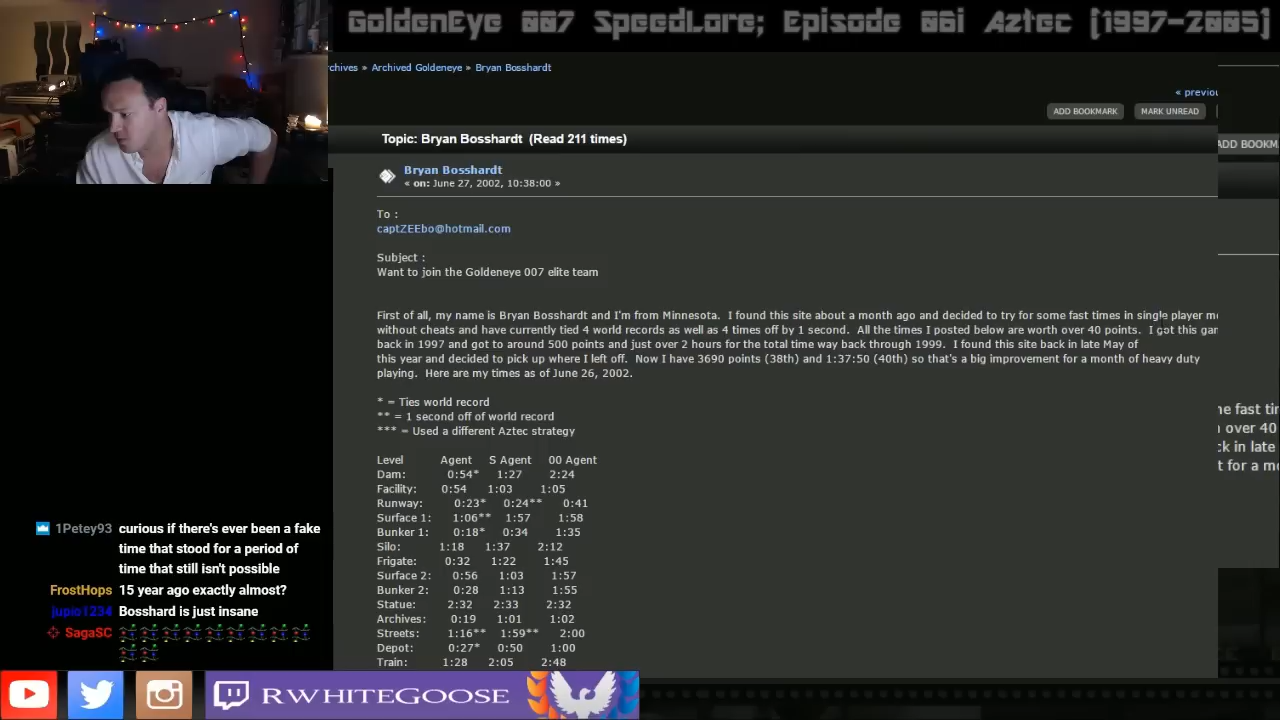 GoldenEye 007 SpeedLore; Episode 06i Aztec [1997-2005]
chives » Archived Goldeneye » Bryan Bosshardt
« previou
ADD BOOKMARK MARK UNREAD
ADD BOOKM
Topic: Bryan Bosshardt (Read 211 times)
Bryan Bosshardt
« on: June 27, 2002, 10:38:00 »
To :
captZEEbo@hotmail.com
Subject :
Want to join the Goldeneye 007 elite team
First of all, my name is Bryan Bosshardt and I'm from Minnesota. I found this site about a month ago and decided to try for some fast times in single player mo
without cheats and have currently tied 4 world records as well as 4 times off by 1 second. All the times I posted below are worth over 40 points. I got this gam
back in 1997 and got to around 500 points and just over 2 hours for the total time way back through 1999. I found this site back in late May of
this year and decided to pick up where I left off. Now I have 3690 points (38th) and 1:37:50 (40th) so that's a big improvement for a month of heavy duty
playing. Here are my times as of June 26, 2002.
* = Ties world record
** = 1 second off of world record
*** = Used a different Aztec strategy
Level Agent S Agent 00 Agent
Dam: 0:54* 1:27 2:24
Facility: 0:54 1:03 1:05
Runway: 0:23* 0:24** 0:41
Surface 1: 1:06** 1:57 1:58
Bunker 1: 0:18* 0:34 1:35
Silo: 1:18 1:37 2:12
Frigate: 0:32 1:22 1:45
Surface 2: 0:56 1:03 1:57
Bunker 2: 0:28 1:13 1:55
Statue: 2:32 2:33 2:32
Archives: 0:19 1:01 1:02
Streets: 1:16** 1:59** 2:00
Depot: 0:27* 0:50 1:00
Train: 1:28 2:05 2:48
he fast tin
over 40
ck in late
t for a mo
1Petey93 curious if there's ever been a fake
time that stood for a period of
time that still isn't possible
FrostHops 15 year ago exactly almost?
jupio1234 Bosshard is just insane
SagaSC
RWHITEGOOSE